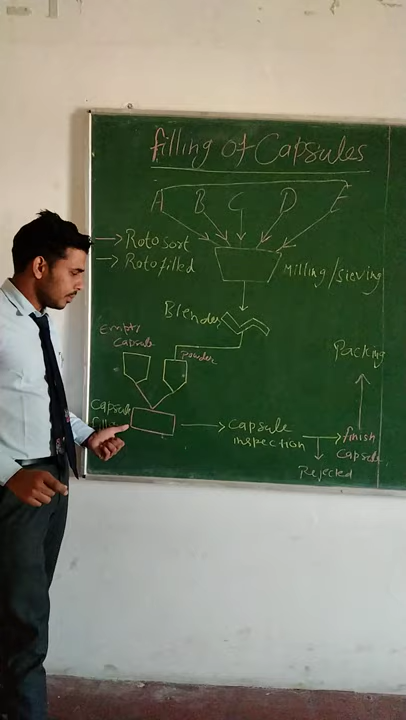 filling of Capsules
A B C D E
Roto sort
Roto filled
Milling/sieving
Blender
Empty
Capsule
Powder
Packing
Capsule
Capsule
inspection
finish
Capsule
Rejected